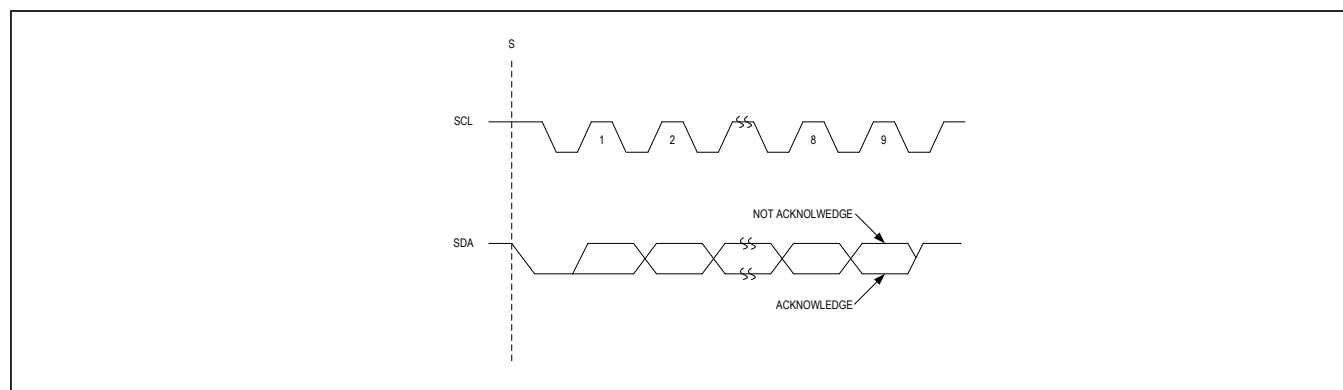 S
SCL
1 2 8 9
NOT ACKNOLWEDGE
SDA
ACKNOWLEDGE